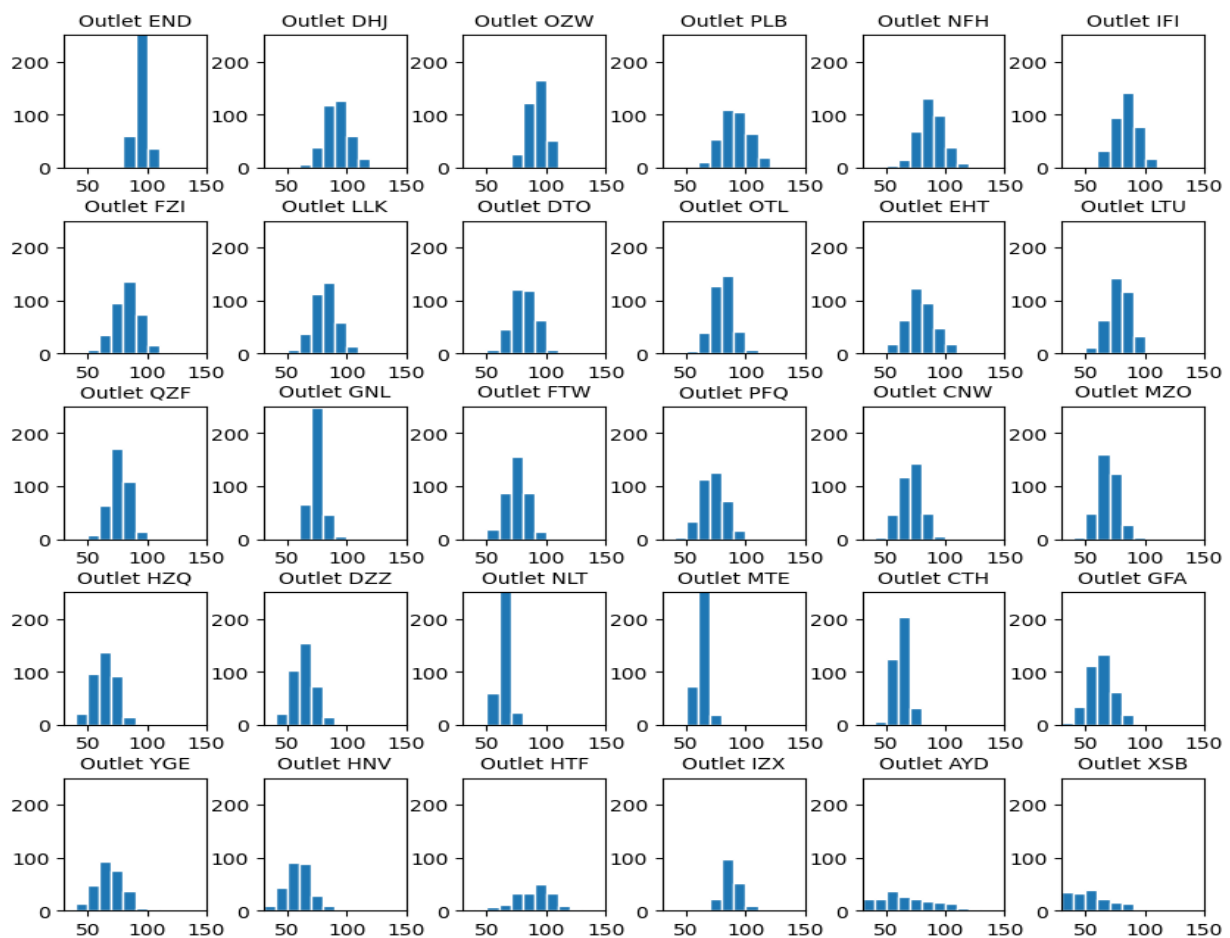 Outlet END Outlet DHJ Outlet OZW Outlet PLB Outlet NFH Outlet IFI
200 200 200 200 200 200
100 100 100 100 100 100
0 0 0 0 0 0
50 100 150 50 100 150 50 100 150 50 100 150 50 100 150 50 100 150
Outlet FZI Outlet LLK Outlet DTO Outlet OTL Outlet EHT Outlet LTU
200 200 200 200 200 200
100 100 100 100 100 100
0 0 0 0 0 0
50 100 150 50 100 150 50 100 150 50 100 150 50 100 150 50 100 150
Outlet QZF Outlet GNL Outlet FTW Outlet PFQ Outlet CNW Outlet MZO
200 200 200 200 200 200
100 100 100 100 100 100
0 0 0 0 0 0
50 100 150 50 100 150 50 100 150 50 100 150 50 100 150 50 100 150
Outlet HZQ Outlet DZZ Outlet NLT Outlet MTE Outlet CTH Outlet GFA
200 200 200 200 200 200
100 100 100 100 100 100
0 0 0 0 0 0
50 100 150 50 100 150 50 100 150 50 100 150 50 100 150 50 100 150
Outlet YGE Outlet HNV Outlet HTF Outlet IZX Outlet AYD Outlet XSB
200 200 200 200 200 200
100 100 100 100 100 100
0 0 0 0 0 0
50 100 150 50 100 150 50 100 150 50 100 150 50 100 150 50 100 150